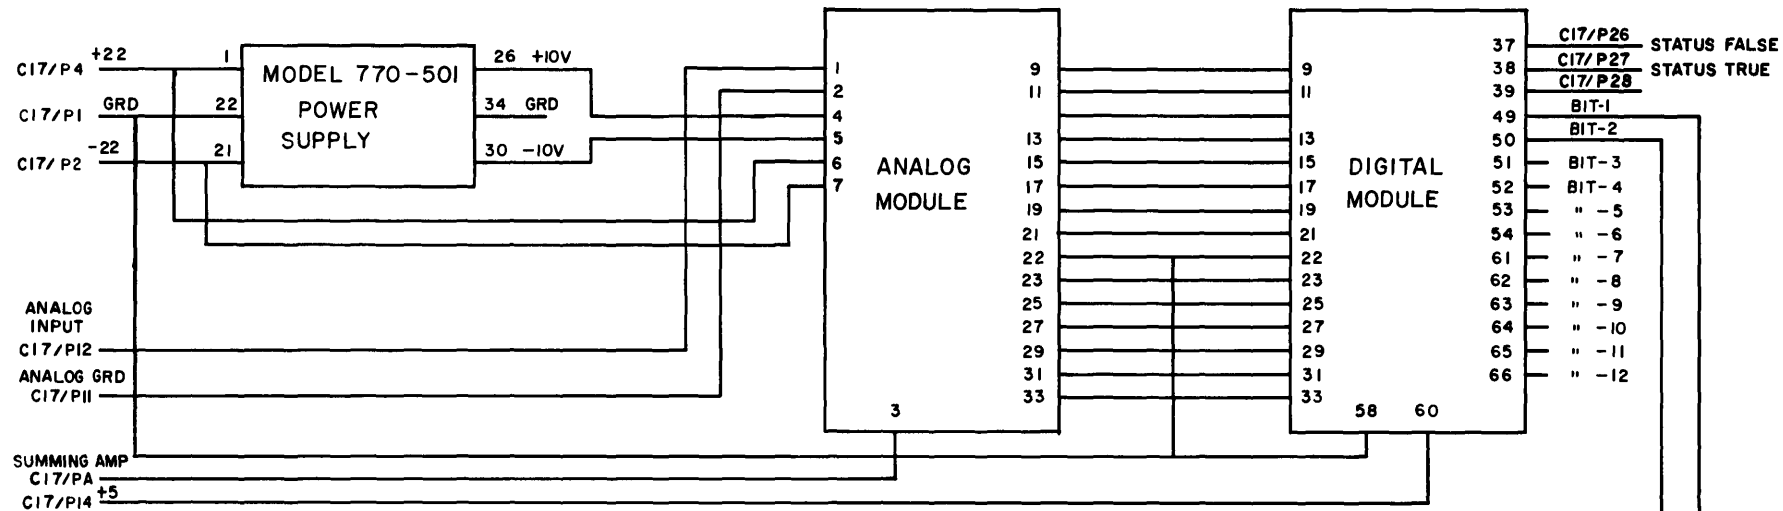 C17/P4 +22 1
GRD
C17/P1 22
-22
C17/P2 21
MODEL 770-501
POWER
SUPPLY
26 +10V
34 GRD
30 -10V
ANALOG
INPUT
C17/P12
ANALOG GRD
C17/P11
SUMMING AMP
C17/PA
C17/P14 +5
1
2
4
5
6
7
ANALOG
MODULE
3
9
11
13
15
17
19
21
22
23
25
27
29
31
33
9
11
13
15
17
19
21
22
23
25
27
29
31
33
DIGITAL
MODULE
58 60
37 C17/P26 STATUS FALSE
38 C17/P27 STATUS TRUE
39 C17/P28
49 BIT-1
50 BIT-2
51 BIT-3
52 BIT-4
53 " -5
54 " -6
61 " -7
62 " -8
63 " -9
64 " -10
65 " -11
66 " -12